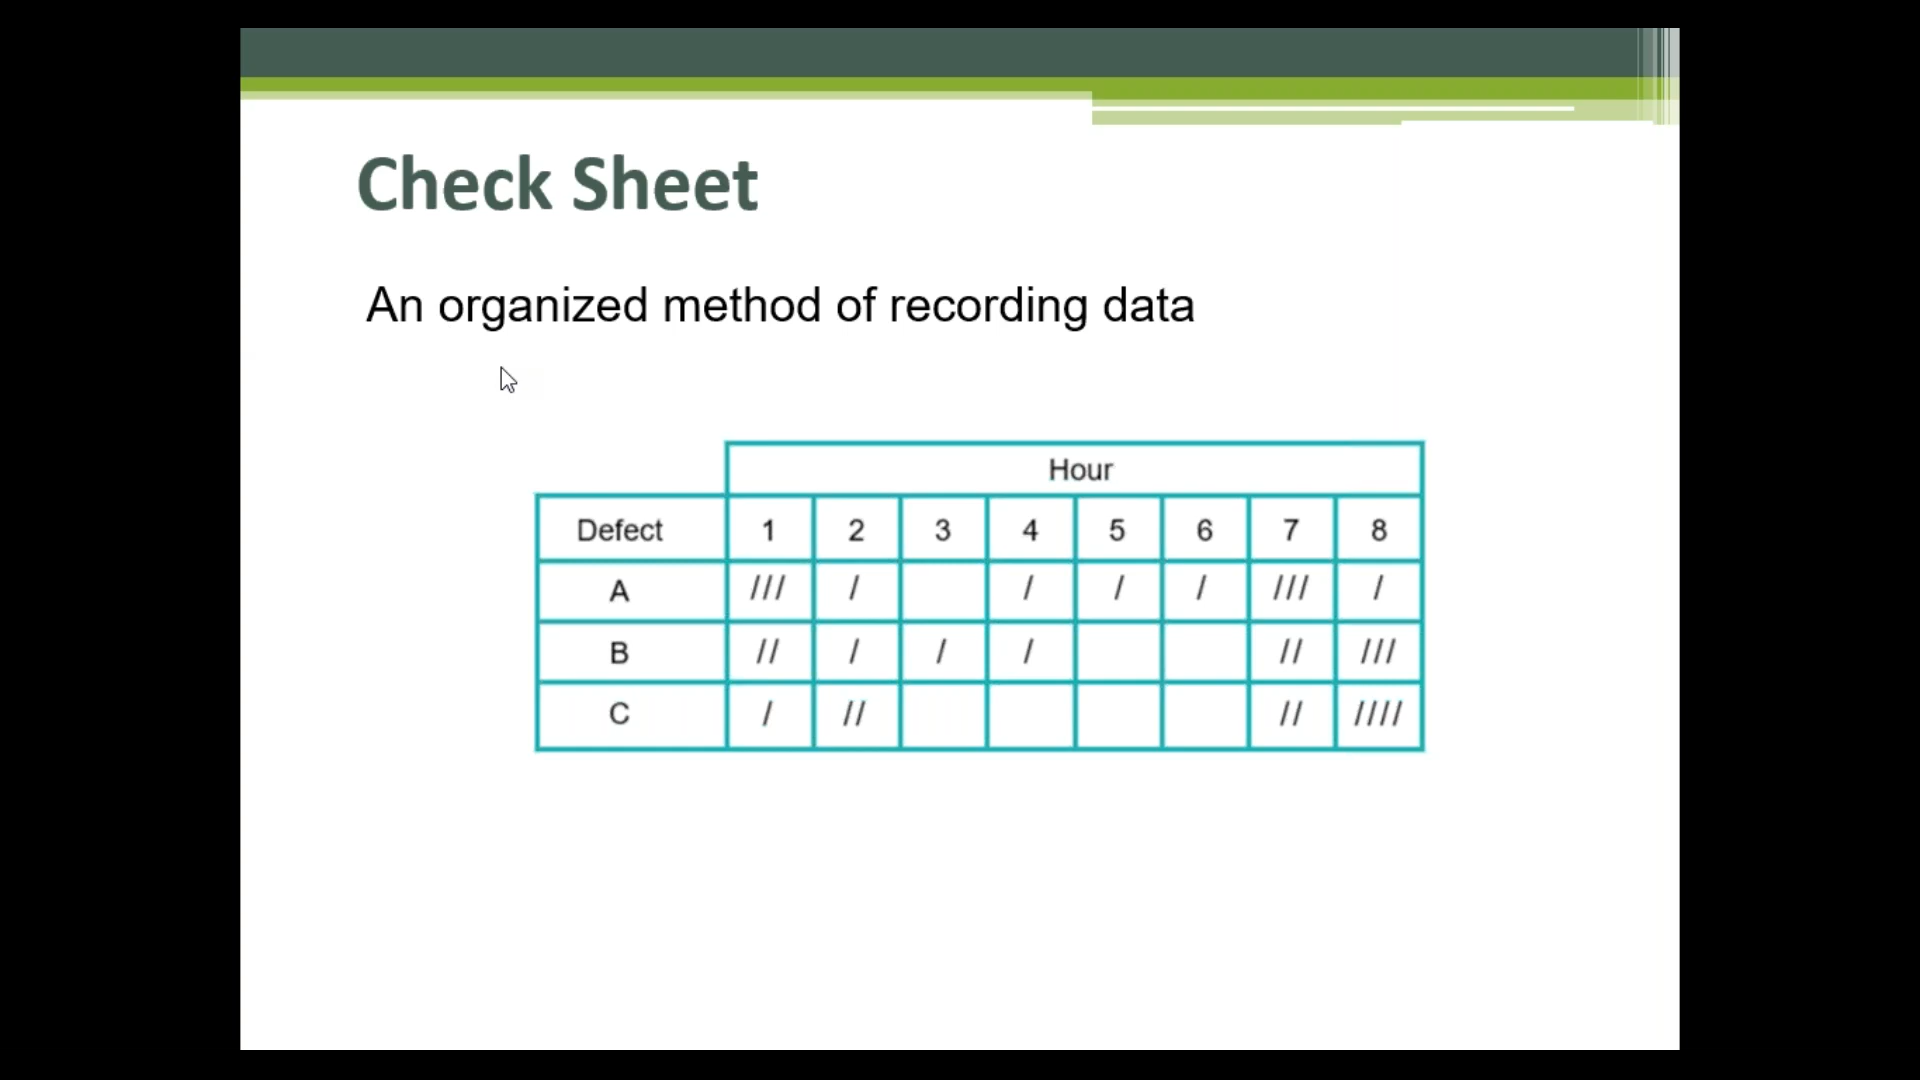 Check Sheet
An organized method of recording data
Hour
Defect 1 2 3 4 5 6 7 8
A /// / / / / /// /
B // / / / // ///
C / // // ////